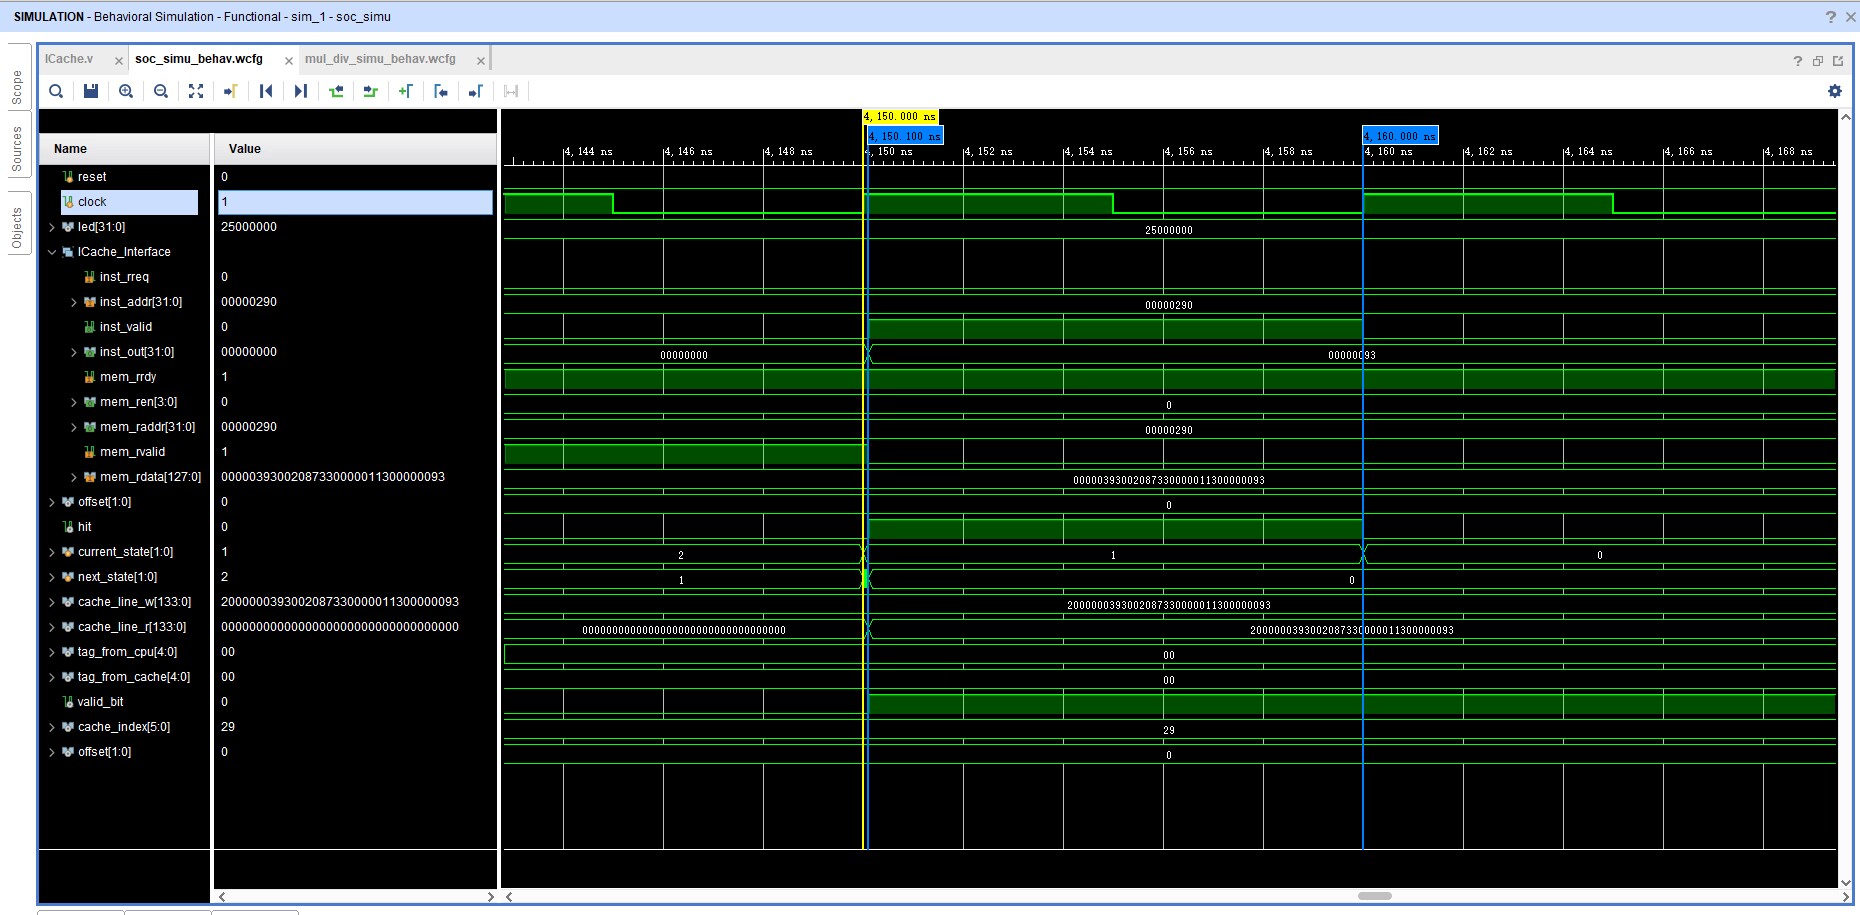 SIMULATION - Behavioral Simulation - Functional - sim_1 - soc_simu
Scope
Sources
Objects
ICache.v
soc_simu_behav.wcfg
mul_div_simu_behav.wcfg
4,150.000 ns
4,150.100 ns
4,160.000 ns
4,144 ns 4,146 ns 4,148 ns 4,150 ns 4,152 ns 4,154 ns 4,156 ns 4,158 ns 4,160 ns 4,162 ns 4,164 ns 4,166 ns 4,168 ns
Name Value
reset 0
clock 1
led[31:0] 25000000 25000000
ICache_Interface
inst_rreq 0
inst_addr[31:0] 00000290 00000290
inst_valid 0
inst_out[31:0] 00000000 00000000 00000093
mem_rrdy 1
mem_ren[3:0] 0 0
mem_raddr[31:0] 00000290 00000290
mem_rvalid 1
mem_rdata[127:0] 00000393002087330000011300000093 00000393002087330000011300000093
offset[1:0] 0 0
hit 0
current_state[1:0] 1 2 1 0
next_state[1:0] 2 1 0
cache_line_w[133:0] 2000000393002087330000011300000093 2000000393002087330000011300000093
cache_line_r[133:0] 0000000000000000000000000000000000 0000000000000000000000000000000000 2000000393002087330000011300000093
tag_from_cpu[4:0] 00 00
tag_from_cache[4:0] 00 00
valid_bit 0
cache_index[5:0] 29 29
offset[1:0] 0 0